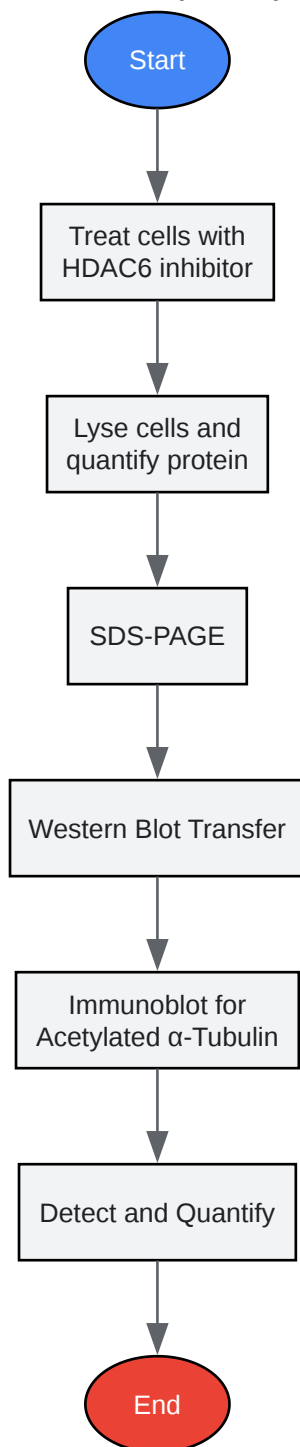 Start
Treat cells with
HDAC6 inhibitor
Lyse cells and
quantify protein
SDS-PAGE
Western Blot Transfer
Immunoblot for
Acetylated α-Tubulin
Detect and Quantify
End